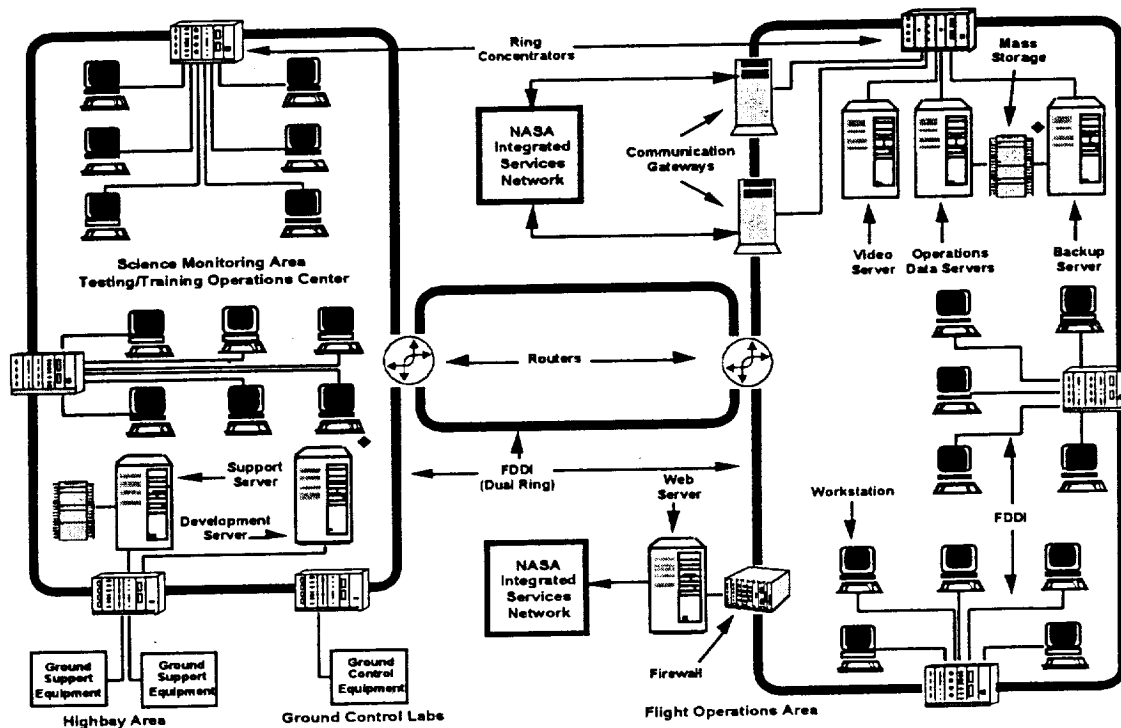 Ring
Concentrators
Mass
Storage
NASA
Integrated
Services
Network
Communication
Gateways
Video
Server
Operations
Data Servers
Backup
Server
Science Monitoring Area
Testing/Training Operations Center
Routers
FDDI
(Dual Ring)
Support
Server
Development
Server
Web
Server
Workstation
FDDI
NASA
Integrated
Services
Network
Firewall
Ground
Support
Equipment
Ground
Support
Equipment
Ground
Control
Equipment
Highbay Area
Ground Control Labs
Flight Operations Area